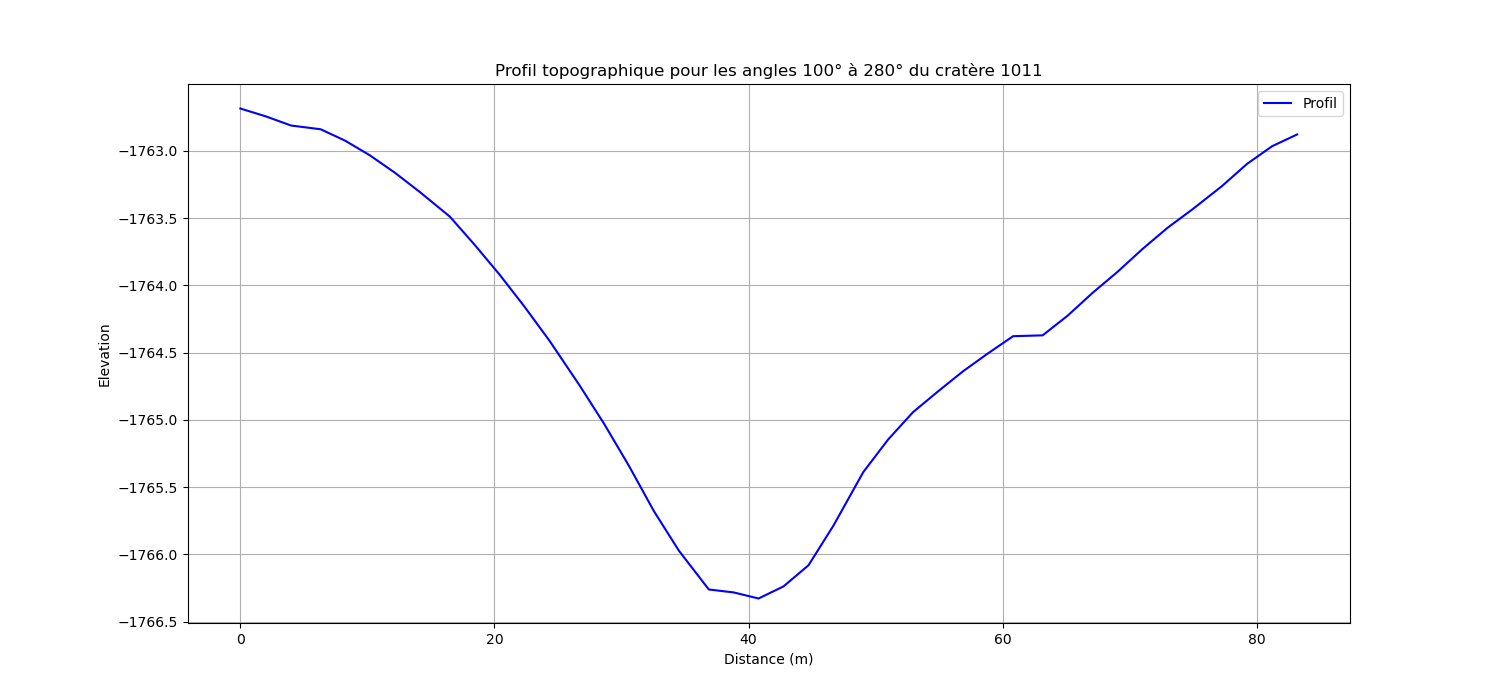 Profil topographique pour les angles 100° à 280° du cratère 1011
Profil
−1763.0
−1763.5
−1764.0
−1764.5
−1765.0
−1765.5
−1766.0
−1766.5
Elevation
0 20 40 60 80
Distance (m)